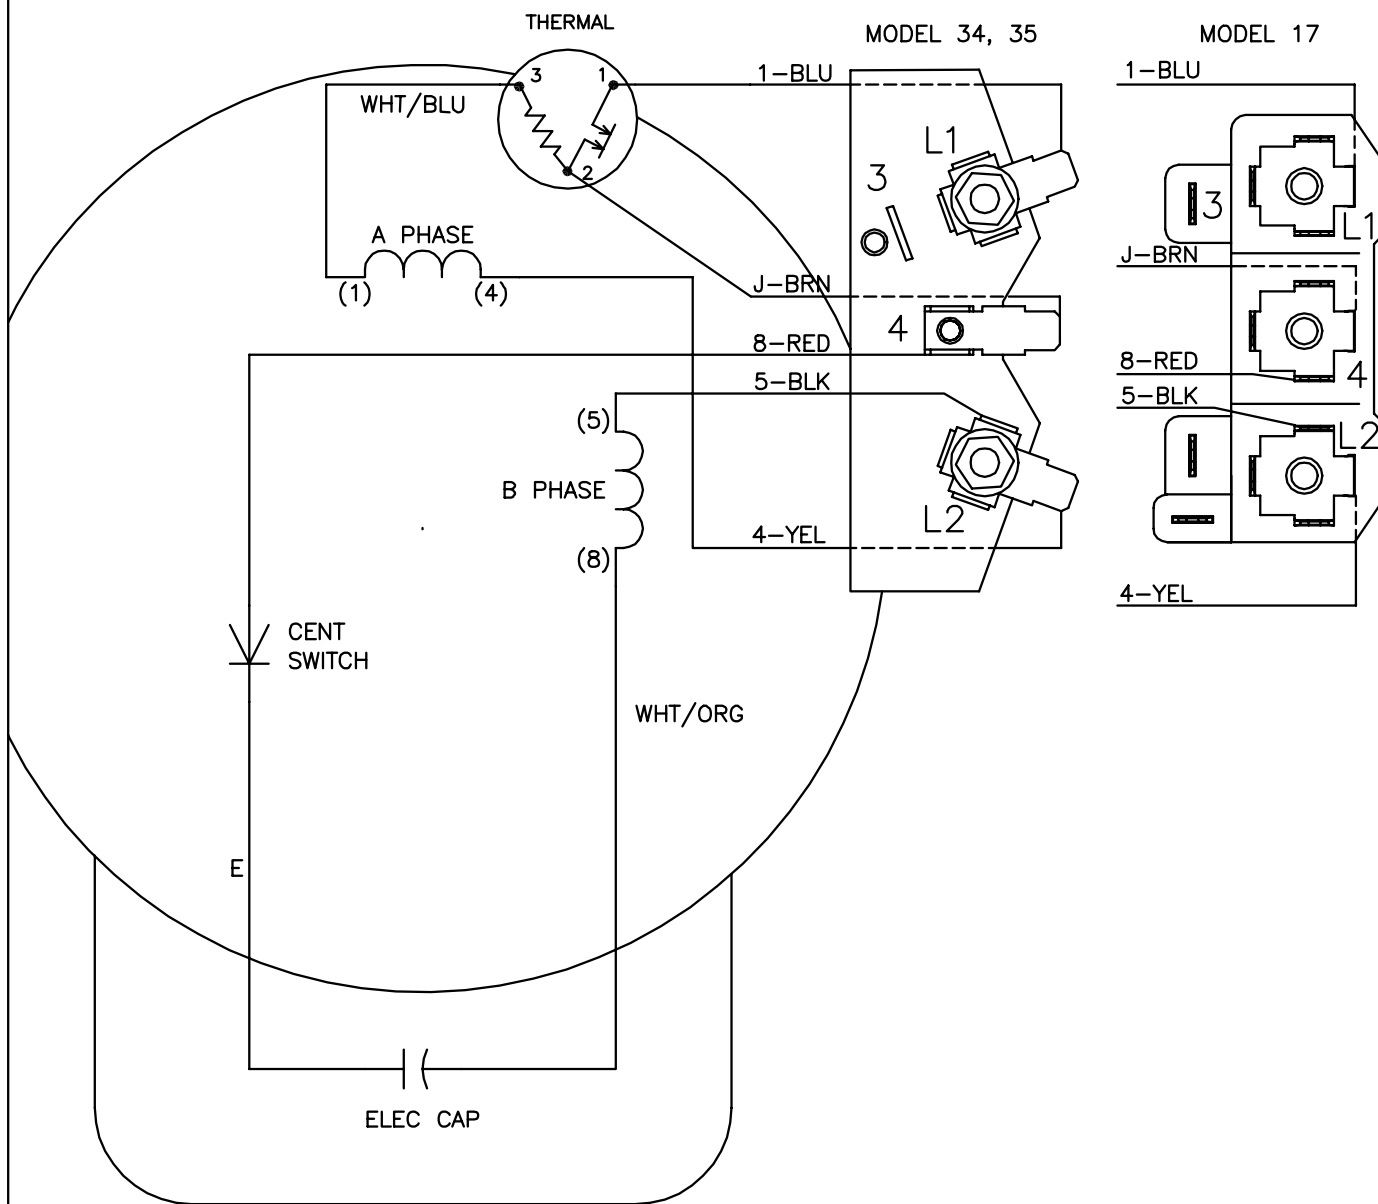 THERMAL
MODEL 34, 35
MODEL 17
3
1
1-BLU
1-BLU
WHT/BLU
L1
2
3
3
L1
A PHASE
J-BRN
J-BRN
(1)
(4)
4
8-RED
8-RED
4
5-BLK
5-BLK
(5)
L2
B PHASE
L2
4-YEL
(8)
4-YEL
CENT
SWITCH
WHT/ORG
E
ELEC CAP